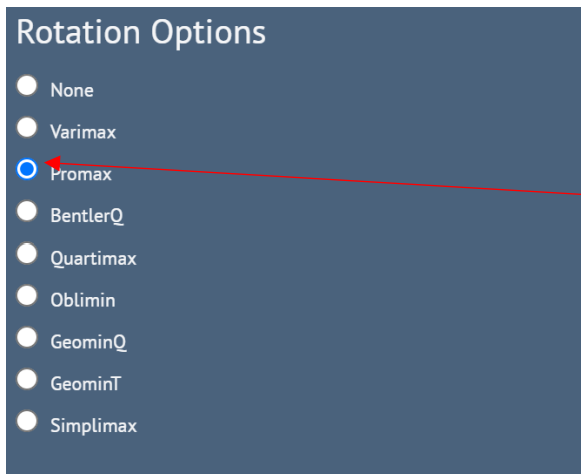 Rotation Options
None
Varimax
Promax
BentlerQ
Quartimax
Oblimin
GeominQ
GeominT
Simplimax